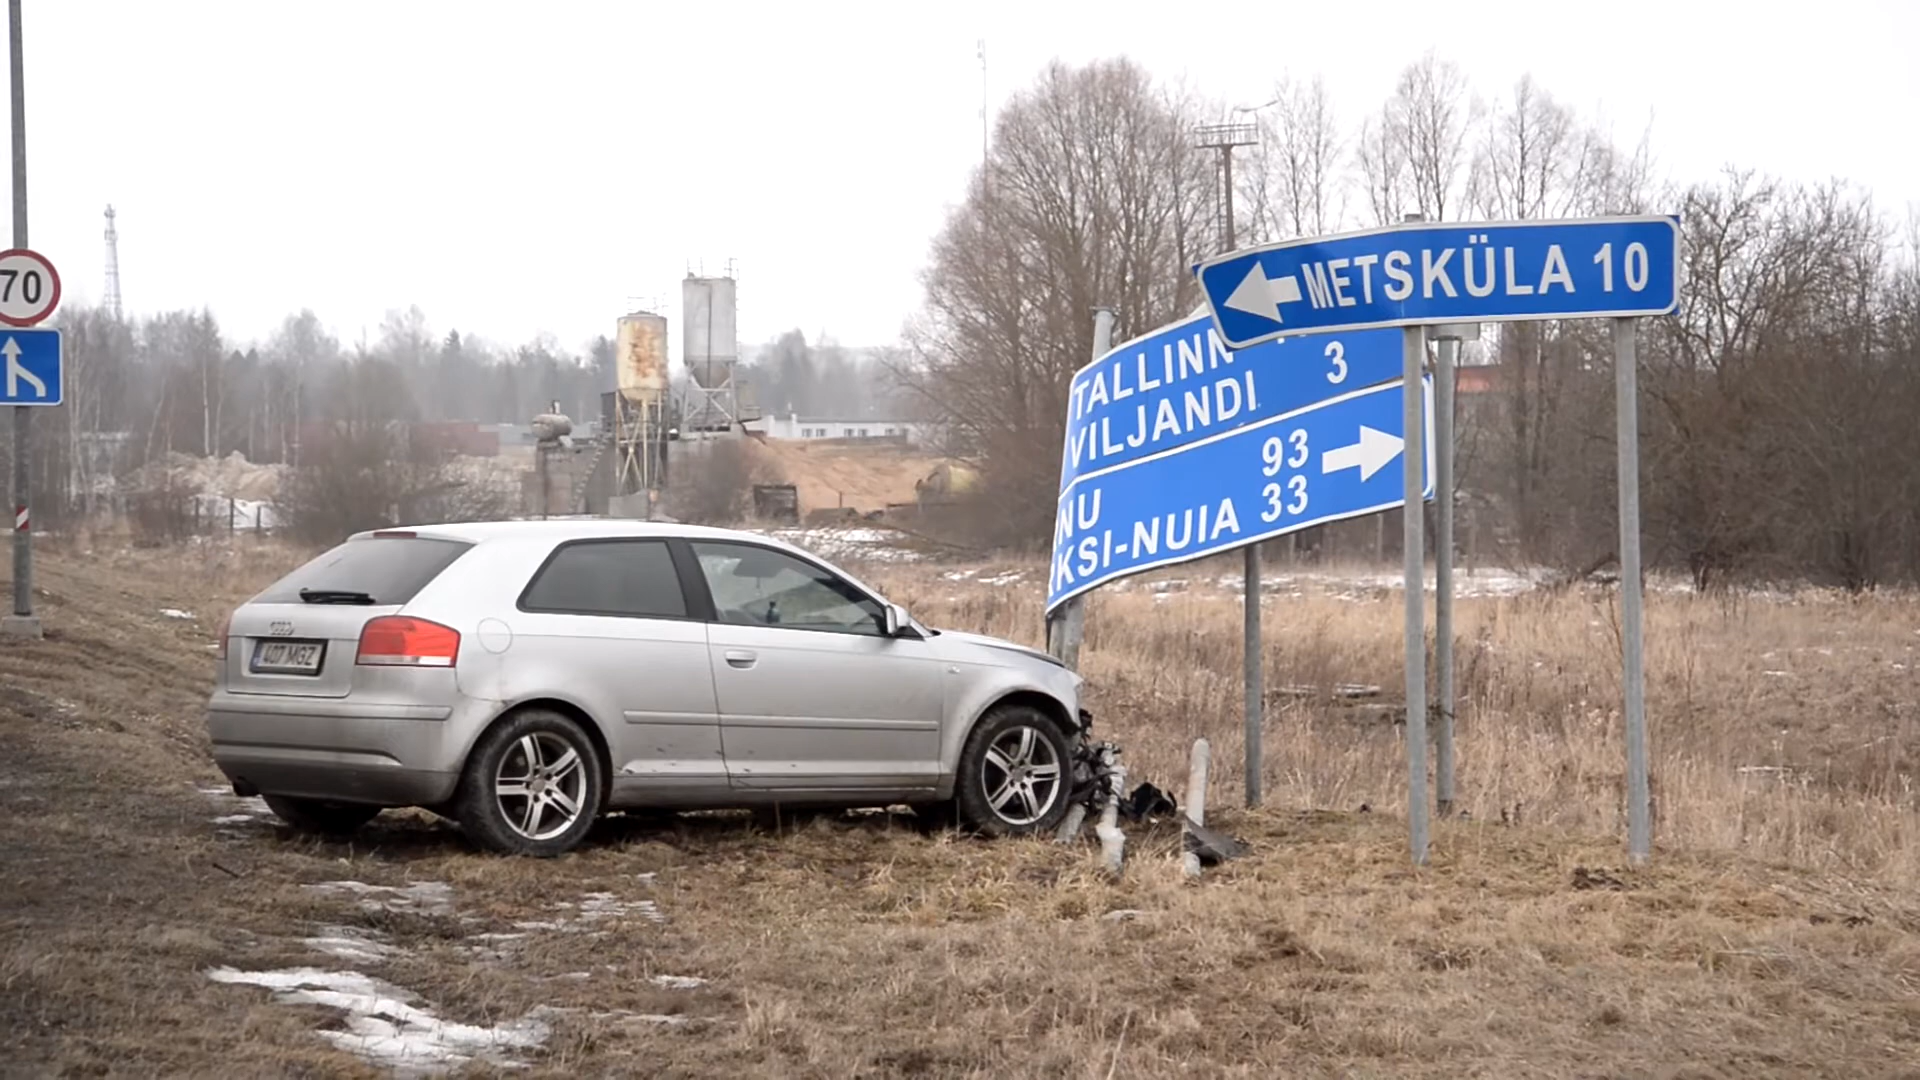 70
METSKÜLA 10
TALLINN
VILJANDI 3
NU 93
KSI-NUIA 33
407 MGZ